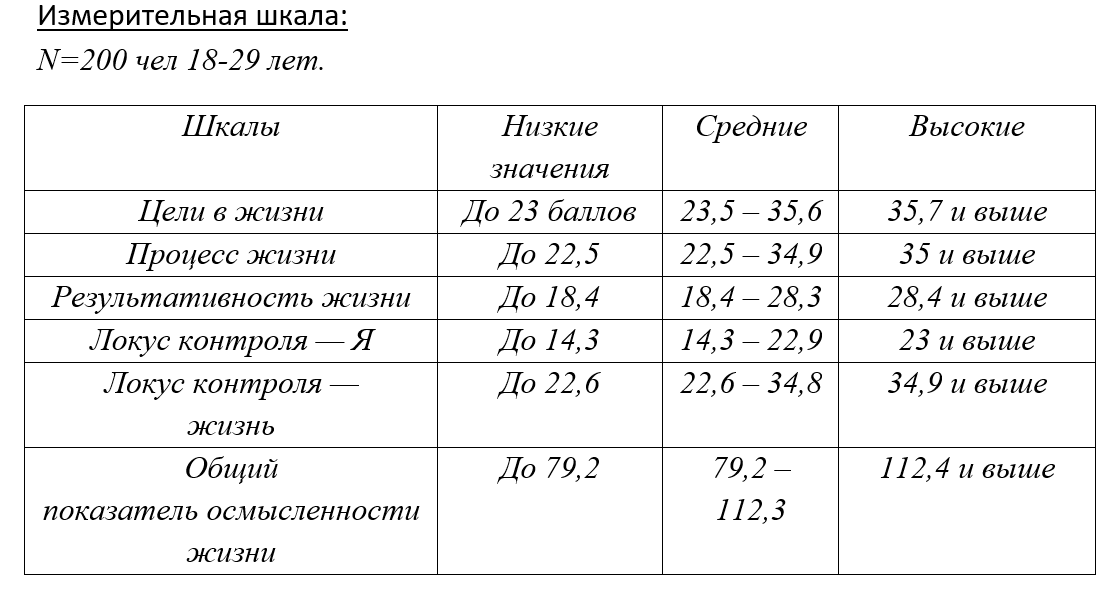 Измерительная шкала:
N=200 чел 18-29 лет.
Шкалы Низкие значения Средние Высокие
Цели в жизни До 23 баллов 23,5 – 35,6 35,7 и выше
Процесс жизни До 22,5 22,5 – 34,9 35 и выше
Результативность жизни До 18,4 18,4 – 28,3 28,4 и выше
Локус контроля — Я До 14,3 14,3 – 22,9 23 и выше
Локус контроля — жизнь До 22,6 22,6 – 34,8 34,9 и выше
Общий показатель осмысленности жизни До 79,2 79,2 – 112,3 112,4 и выше